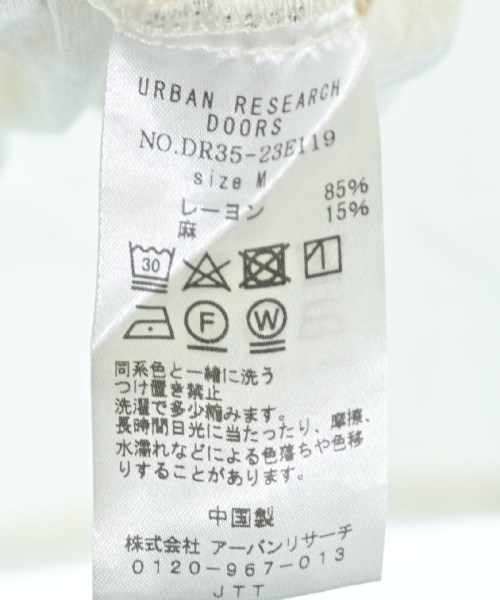 URBAN RESEARCH
DOORS
NO.DR35-23E119
size M
レーヨン 85%
麻 15%
30
F W
同系色と一緒に洗う
つけ置き禁止
洗濯で多少縮みます。
長時間日光に当たったり、摩擦、
水濡れなどによる色落ちや色移
りすることがあります。
中国製
株式会社 アーバンリサーチ
0120-967-013
JTT